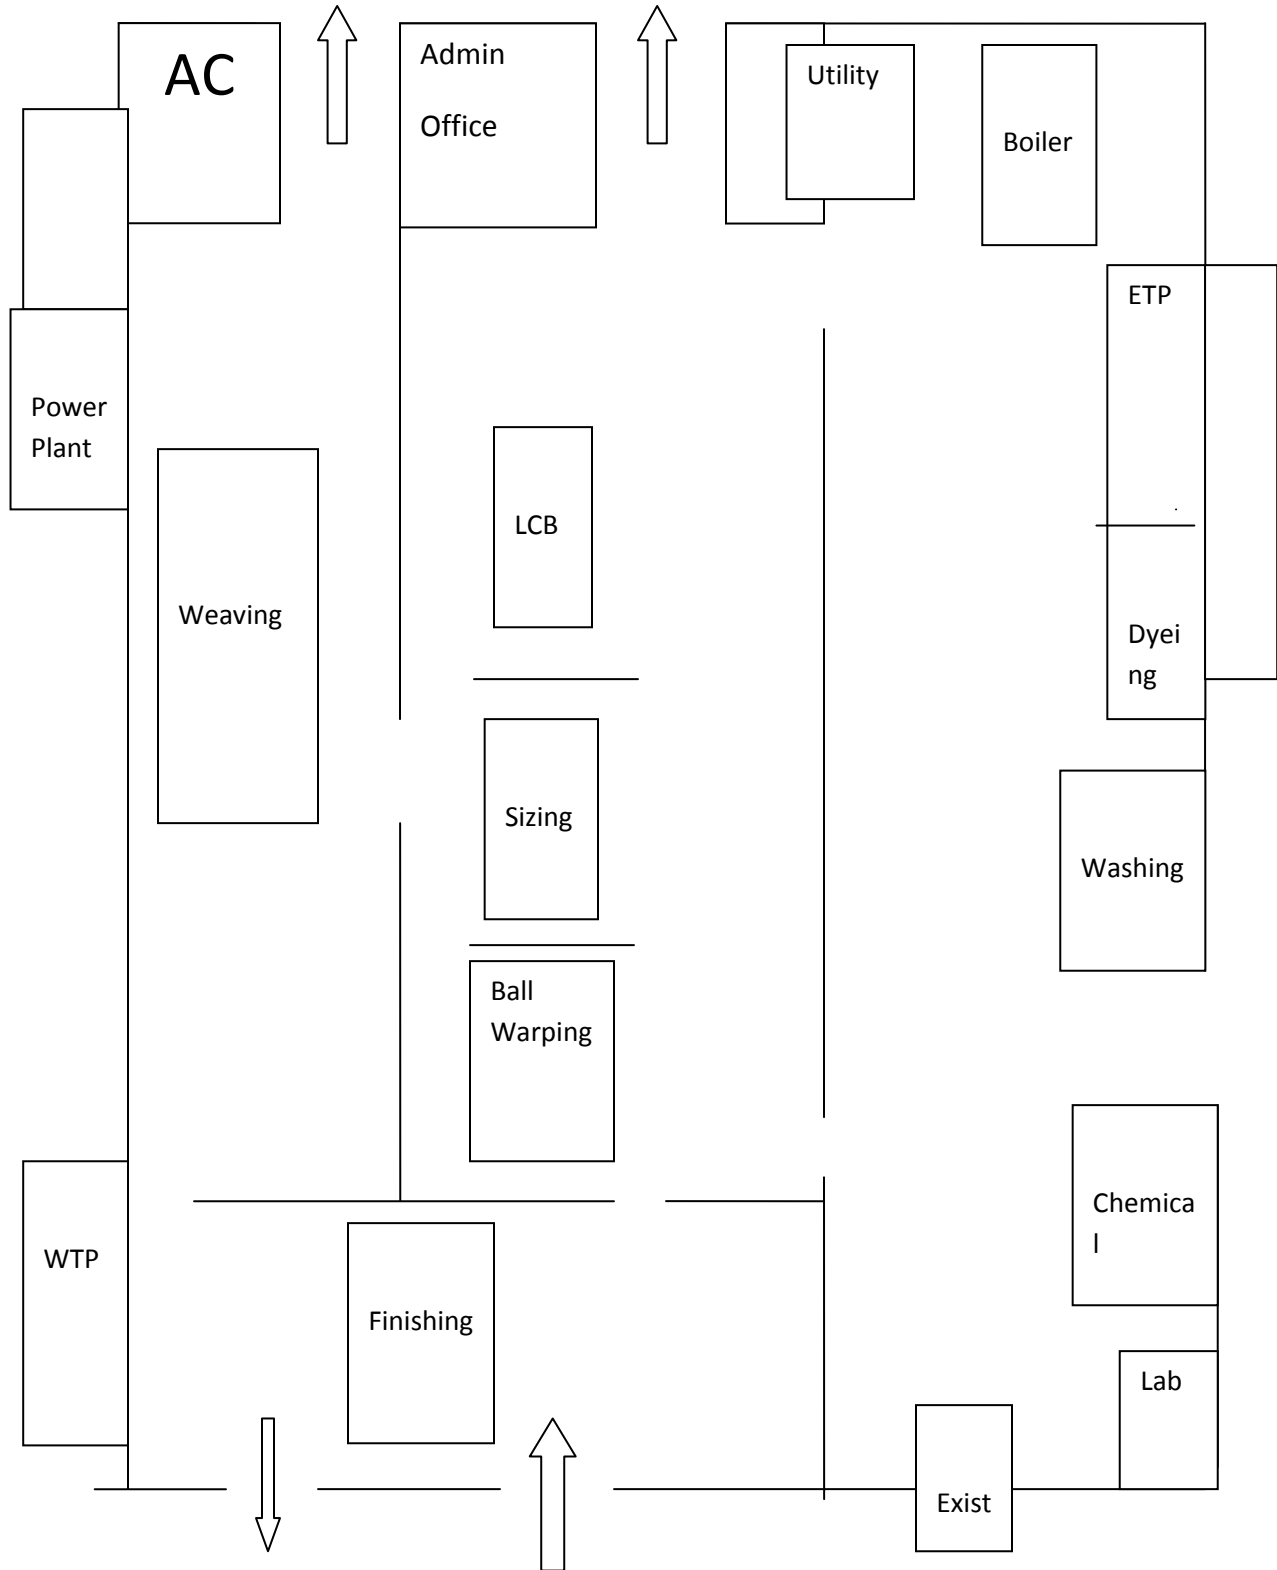 AC
Admin
Office
Utility
Boiler
ETP
Power
Plant
LCB
.
Weaving
Dyei
ng
Sizing
Washing
Ball
Warping
Chemica
l
WTP
Finishing
Lab
Exist